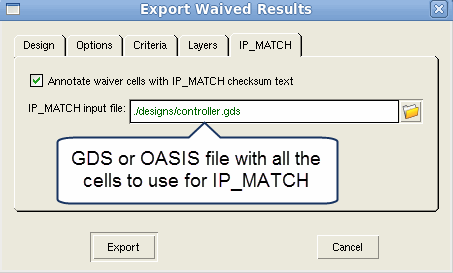 Export Waived Results
Design Options Criteria Layers IP_MATCH
Annotate waiver cells with IP_MATCH checksum text
IP_MATCH input file: ./designs/controller.gds
GDS or OASIS file with all the
cells to use for IP_MATCH
Export Cancel